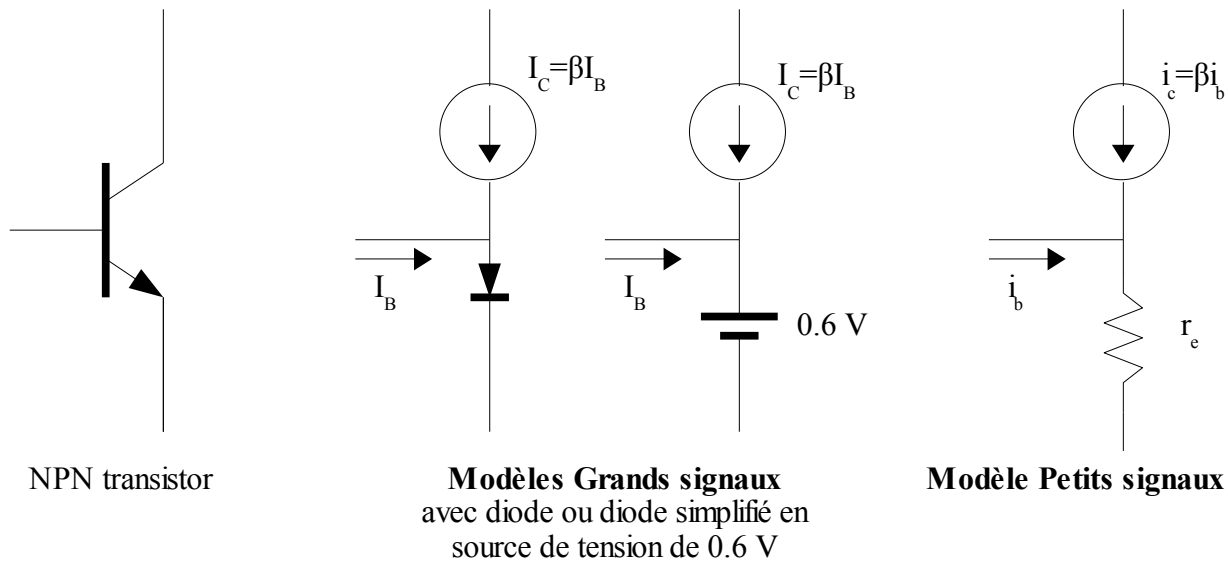 I_C=βI_B
I_C=βI_B
i_c=βi_b
I_B
I_B
i_b
0.6 V
r_e
NPN transistor
Modèles Grands signaux
avec diode ou diode simplifié en
source de tension de 0.6 V
Modèle Petits signaux